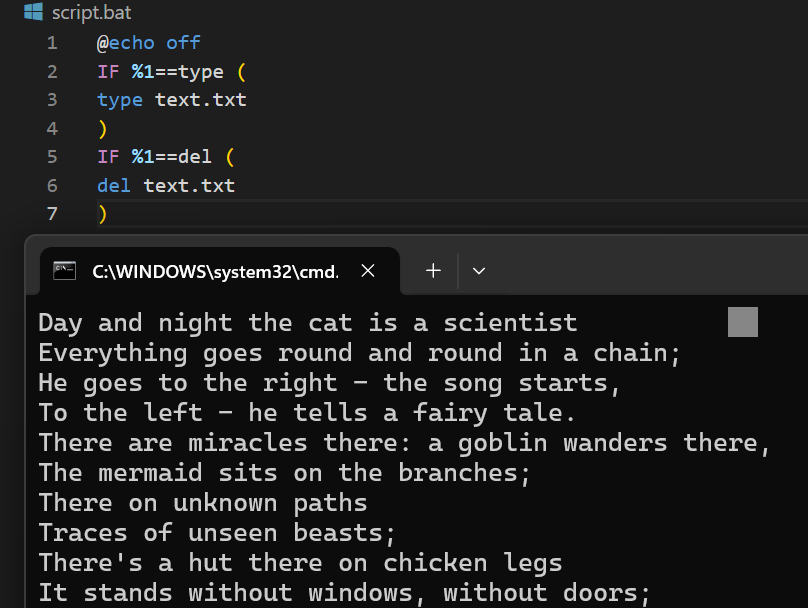 script.bat
1 @echo off
2 IF %1==type (
3 type text.txt
4 )
5 IF %1==del (
6 del text.txt
7 )
C:\WINDOWS\system32\cmd.
Day and night the cat is a scientist
Everything goes round and round in a chain;
He goes to the right – the song starts,
To the left – he tells a fairy tale.
There are miracles there: a goblin wanders there,
The mermaid sits on the branches;
There on unknown paths
Traces of unseen beasts;
There's a hut there on chicken legs
It stands without windows, without doors;